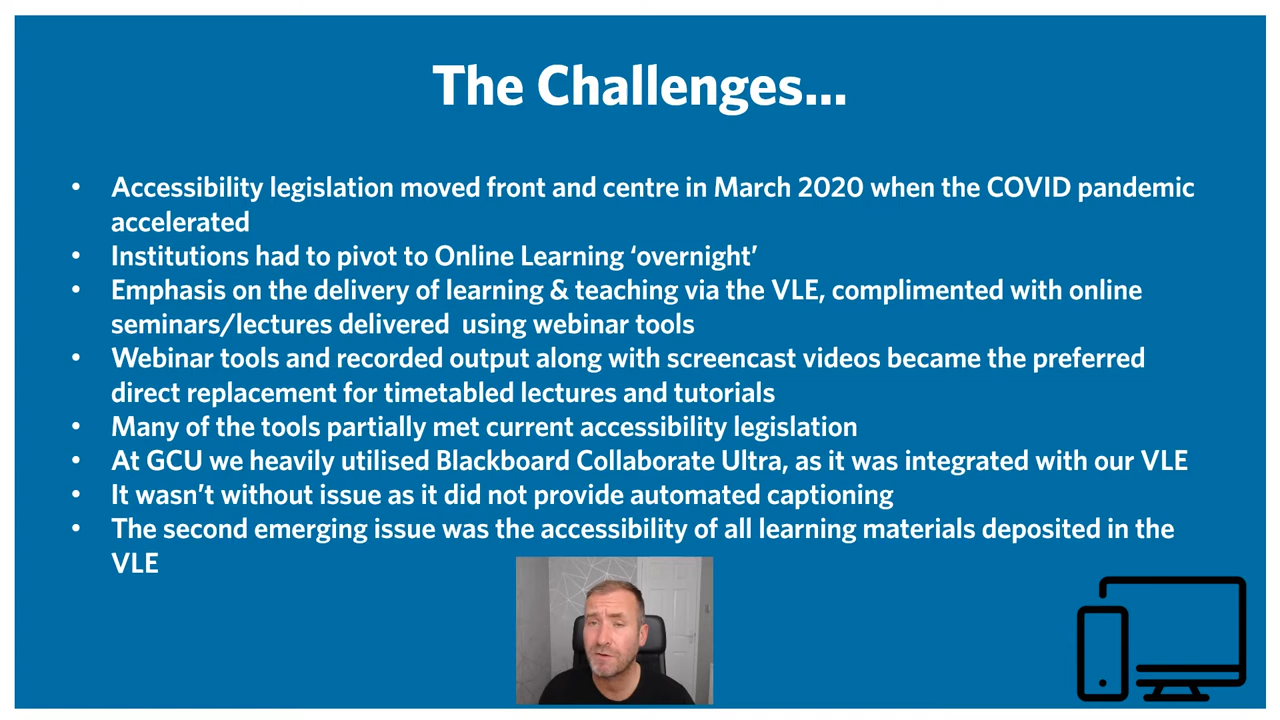 The Challenges...
• Accessibility legislation moved front and centre in March 2020 when the COVID pandemic
accelerated
• Institutions had to pivot to Online Learning ‘overnight’
• Emphasis on the delivery of learning & teaching via the VLE, complimented with online
seminars/lectures delivered  using webinar tools
• Webinar tools and recorded output along with screencast videos became the preferred
direct replacement for timetabled lectures and tutorials
• Many of the tools partially met current accessibility legislation
• At GCU we heavily utilised Blackboard Collaborate Ultra, as it was integrated with our VLE
• It wasn’t without issue as it did not provide automated captioning
• The second emerging issue was the accessibility of all learning materials deposited in the
VLE